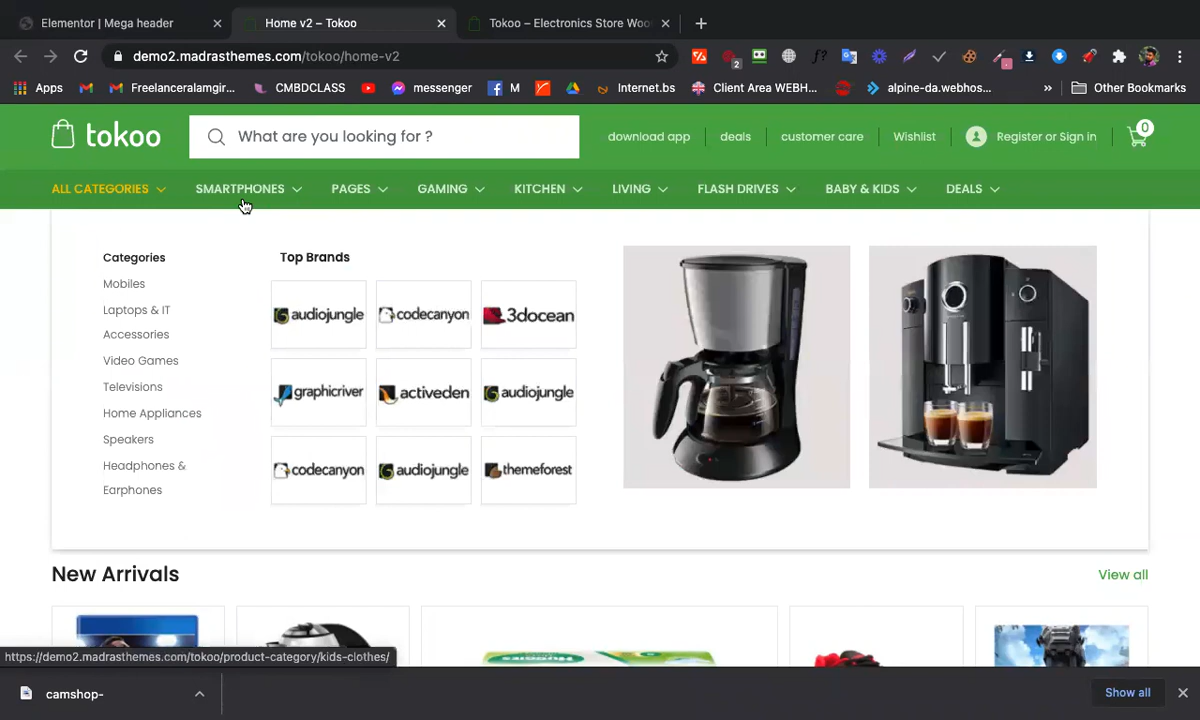 Elementor | Mega header
Home v2 – Tokoo
Tokoo – Electronics Store Woo
demo2.madrasthemes.com/tokoo/home-v2
2
Apps
Freelanceralamgir...
CMBDCLASS
messenger
M
Internet.bs
Client Area WEBH...
alpine-da.webhos...
»
Other Bookmarks
tokoo
What are you looking for ?
download app
deals
customer care
Wishlist
Register or Sign in
0
ALL CATEGORIES
SMARTPHONES
PAGES
GAMING
KITCHEN
LIVING
FLASH DRIVES
BABY & KIDS
DEALS
Categories
Mobiles
Laptops & IT
Accessories
Video Games
Televisions
Home Appliances
Speakers
Headphones &
Earphones
Top Brands
audiojungle
codecanyon
3docean
graphicriver
activeden
audiojungle
codecanyon
audiojungle
themeforest
New Arrivals
View all
https://demo2.madrasthemes.com/tokoo/product-category/kids-clothes/
camshop-
Show all